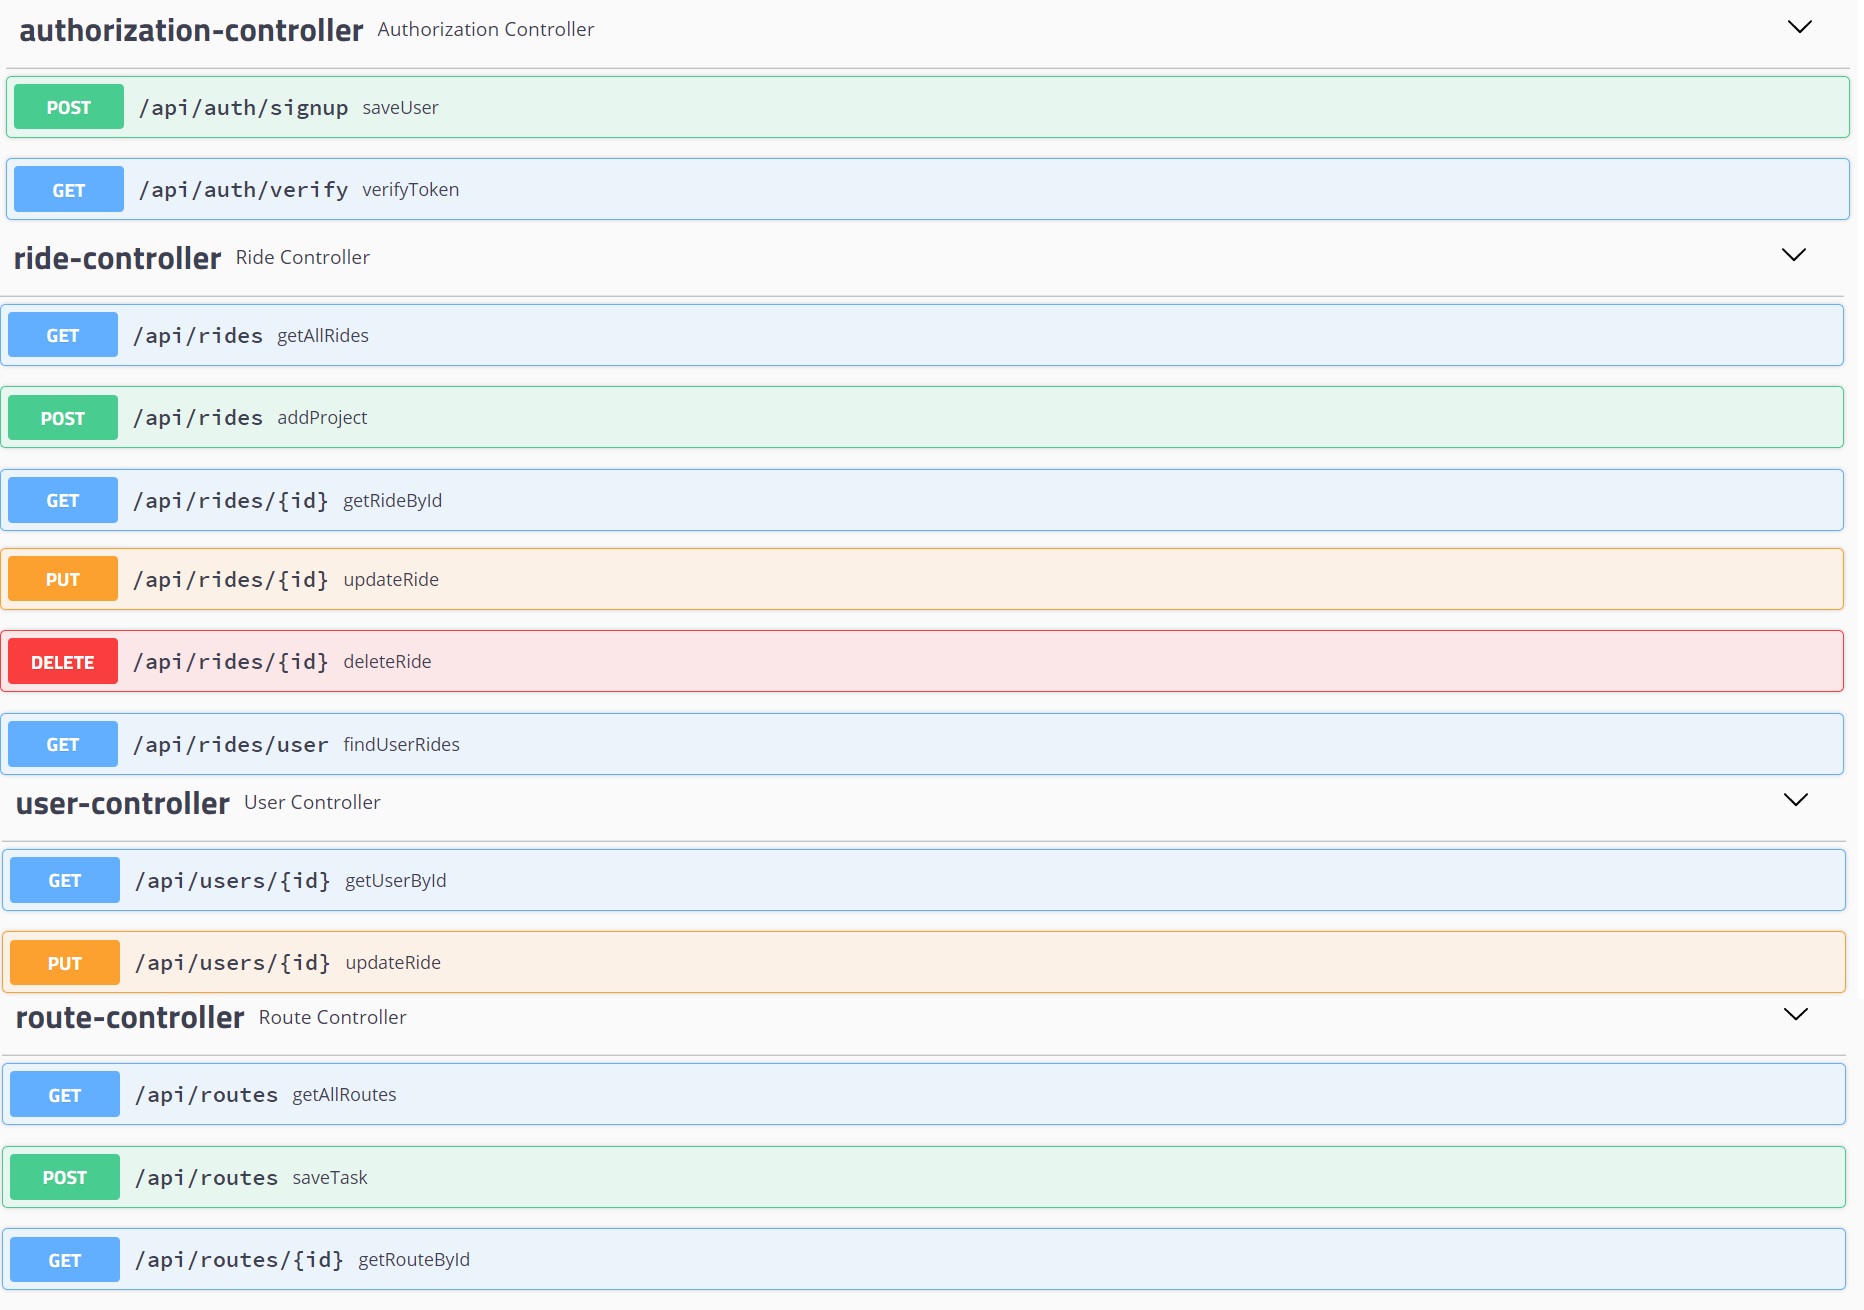 authorization-controller Authorization Controller
POST /api/auth/signup saveUser
GET /api/auth/verify verifyToken
ride-controller Ride Controller
GET /api/rides getAllRides
POST /api/rides addProject
GET /api/rides/{id} getRideById
PUT /api/rides/{id} updateRide
DELETE /api/rides/{id} deleteRide
GET /api/rides/user findUserRides
user-controller User Controller
GET /api/users/{id} getUserById
PUT /api/users/{id} updateRide
route-controller Route Controller
GET /api/routes getAllRoutes
POST /api/routes saveTask
GET /api/routes/{id} getRouteById